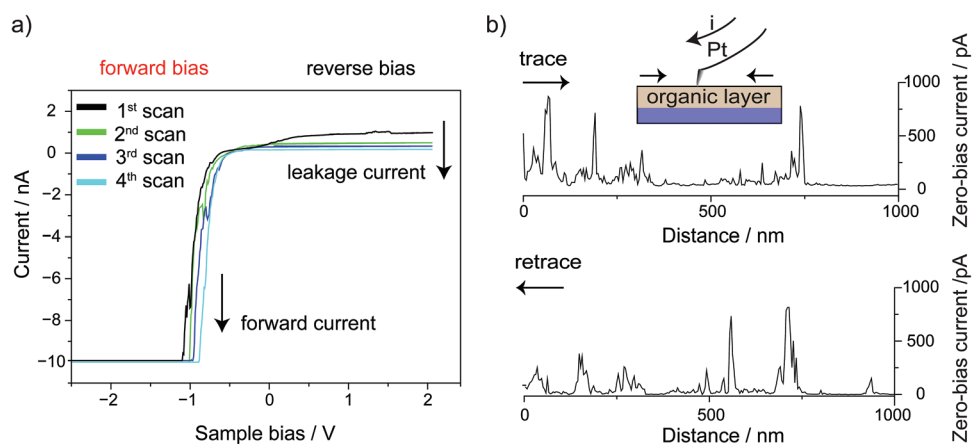 a)
forward bias
reverse bias
1st scan
2nd scan
3rd scan
4th scan
leakage current
forward current
2
0
−2
−4
−6
−8
−10
Current / nA
−2
−1
0
1
2
Sample bias / V
b)
i
Pt
trace
organic layer
1000
500
0
Zero-bias current / pA
0
500
1000
Distance / nm
retrace
1000
500
0
Zero-bias current /pA
0
500
1000
Distance / nm